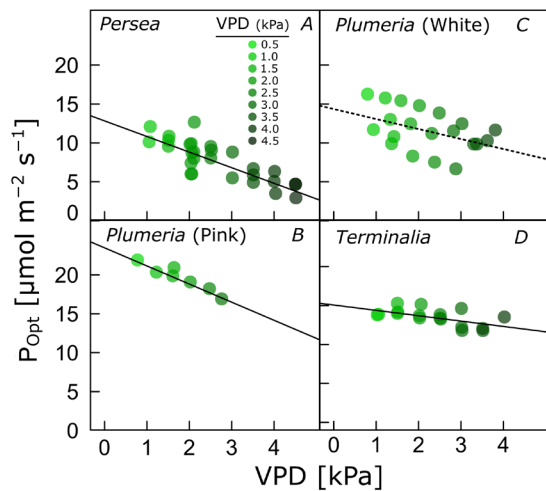 Persea A
VPD (kPa)
0.5
1.0
1.5
2.0
2.5
3.0
3.5
4.0
4.5
Plumeria (White) C
20
15
10
5
0
Plumeria (Pink) B
Terminalia D
20
15
10
5
0
P_Opt [µmol m⁻² s⁻¹]
0 1 2 3 4 0 1 2 3 4
VPD [kPa]